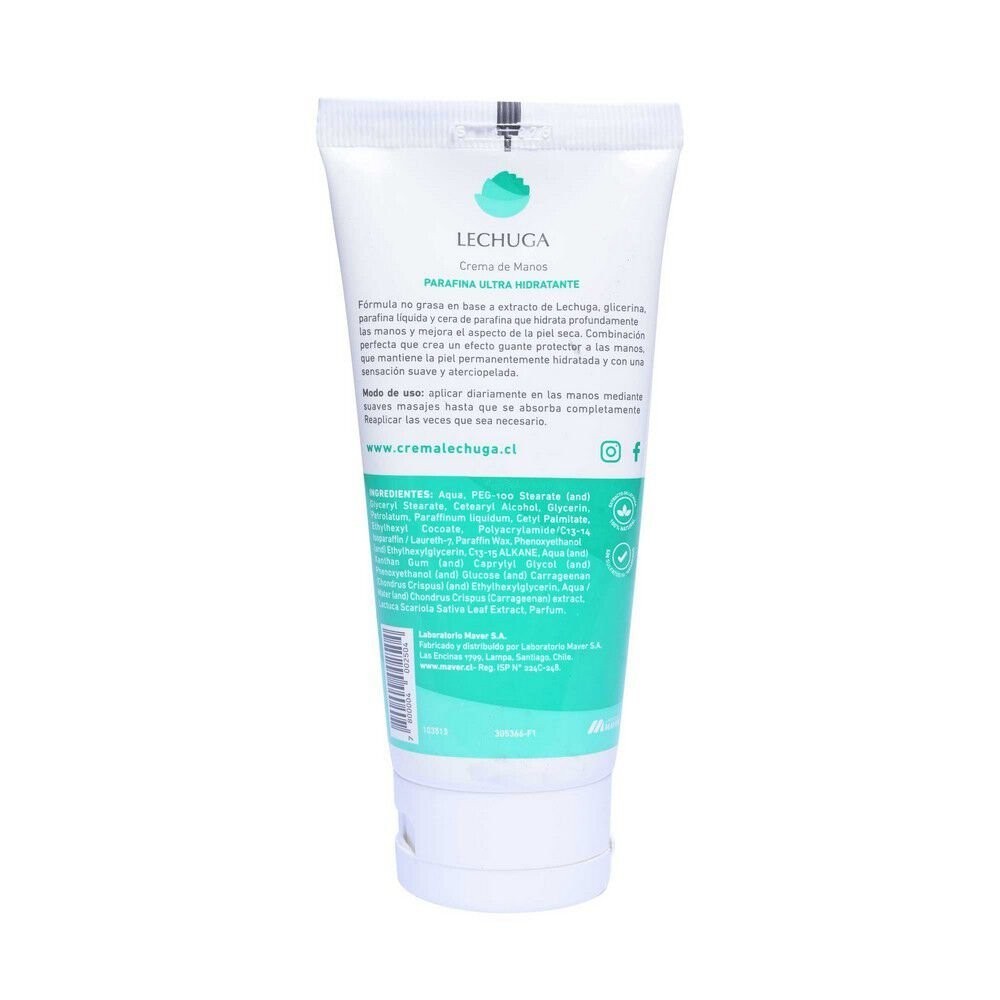 LECHUGA
Crema de Manos
PARAFINA ULTRA HIDRATANTE
Fórmula no grasa en base a extracto de Lechuga, glicerina,
parafina líquida y cera de parafina que hidrata profundamente
las manos y mejora el aspecto de la piel seca. Combinación
perfecta que crea un efecto guante protector a las manos,
que mantiene la piel permanentemente hidratada y con una
sensación suave y aterciopelada.
Modo de uso: aplicar diariamente en las manos mediante
suaves masajes hasta que se absorba completamente
Reaplicar las veces que sea necesario.
www.cremalechuga.cl
INGREDIENTES: Aqua, PEG-100 Stearate (and)
Glyceryl Stearate, Cetearyl Alcohol, Glycerin,
Petrolatum, Paraffinum liquidum, Cetyl Palmitate,
Ethylhexyl Cocoate, Polyacrylamide/C13-14
Isoparaffin / Laureth-7, Paraffin Wax, Phenoxyethanol
(and) Ethylhexylglycerin, C13-15 ALKANE, Aqua (and)
Xanthan Gum (and) Caprylyl Glycol (and)
Phenoxyethanol (and) Glucose (and) Carrageenan
(Chondrus Crispus) (and) Ethylhexylglycerin, Aqua /
Water (and) Chondrus Crispus (Carrageenan) extract,
Lactuca Scariola Sativa Leaf Extract, Parfum.
Laboratorio Maver S.A.
Fabricado y distribuido por Laboratorio Maver S.A.
Las Encinas 1799, Lampa, Santiago, Chile.
www.maver.cl- Reg. ISP N° 224C-248.
7 800004 002504
103513
305366-F1